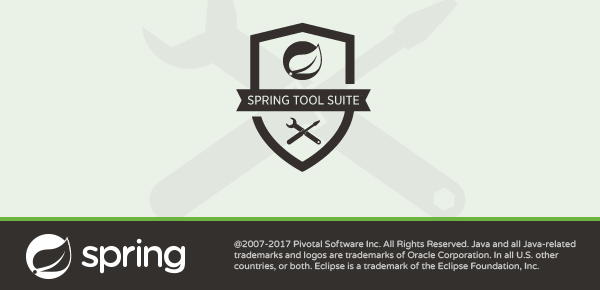 SPRING TOOL SUITE
spring
@2007-2017 Pivotal Software Inc. All Rights Reserved. Java and all Java-related
trademarks and logos are trademarks of Oracle Corporation. In all U.S. other
countries, or both. Eclipse is a trademark of the Eclipse Foundation, Inc.